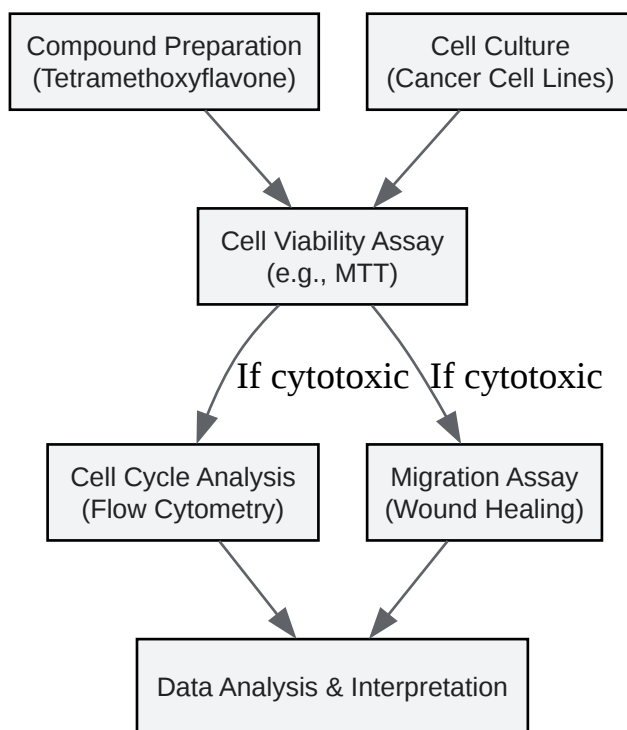 Compound Preparation
(Tetramethoxyflavone)
Cell Culture
(Cancer Cell Lines)
Cell Viability Assay
(e.g., MTT)
If cytotoxic
If cytotoxic
Cell Cycle Analysis
(Flow Cytometry)
Migration Assay
(Wound Healing)
Data Analysis & Interpretation